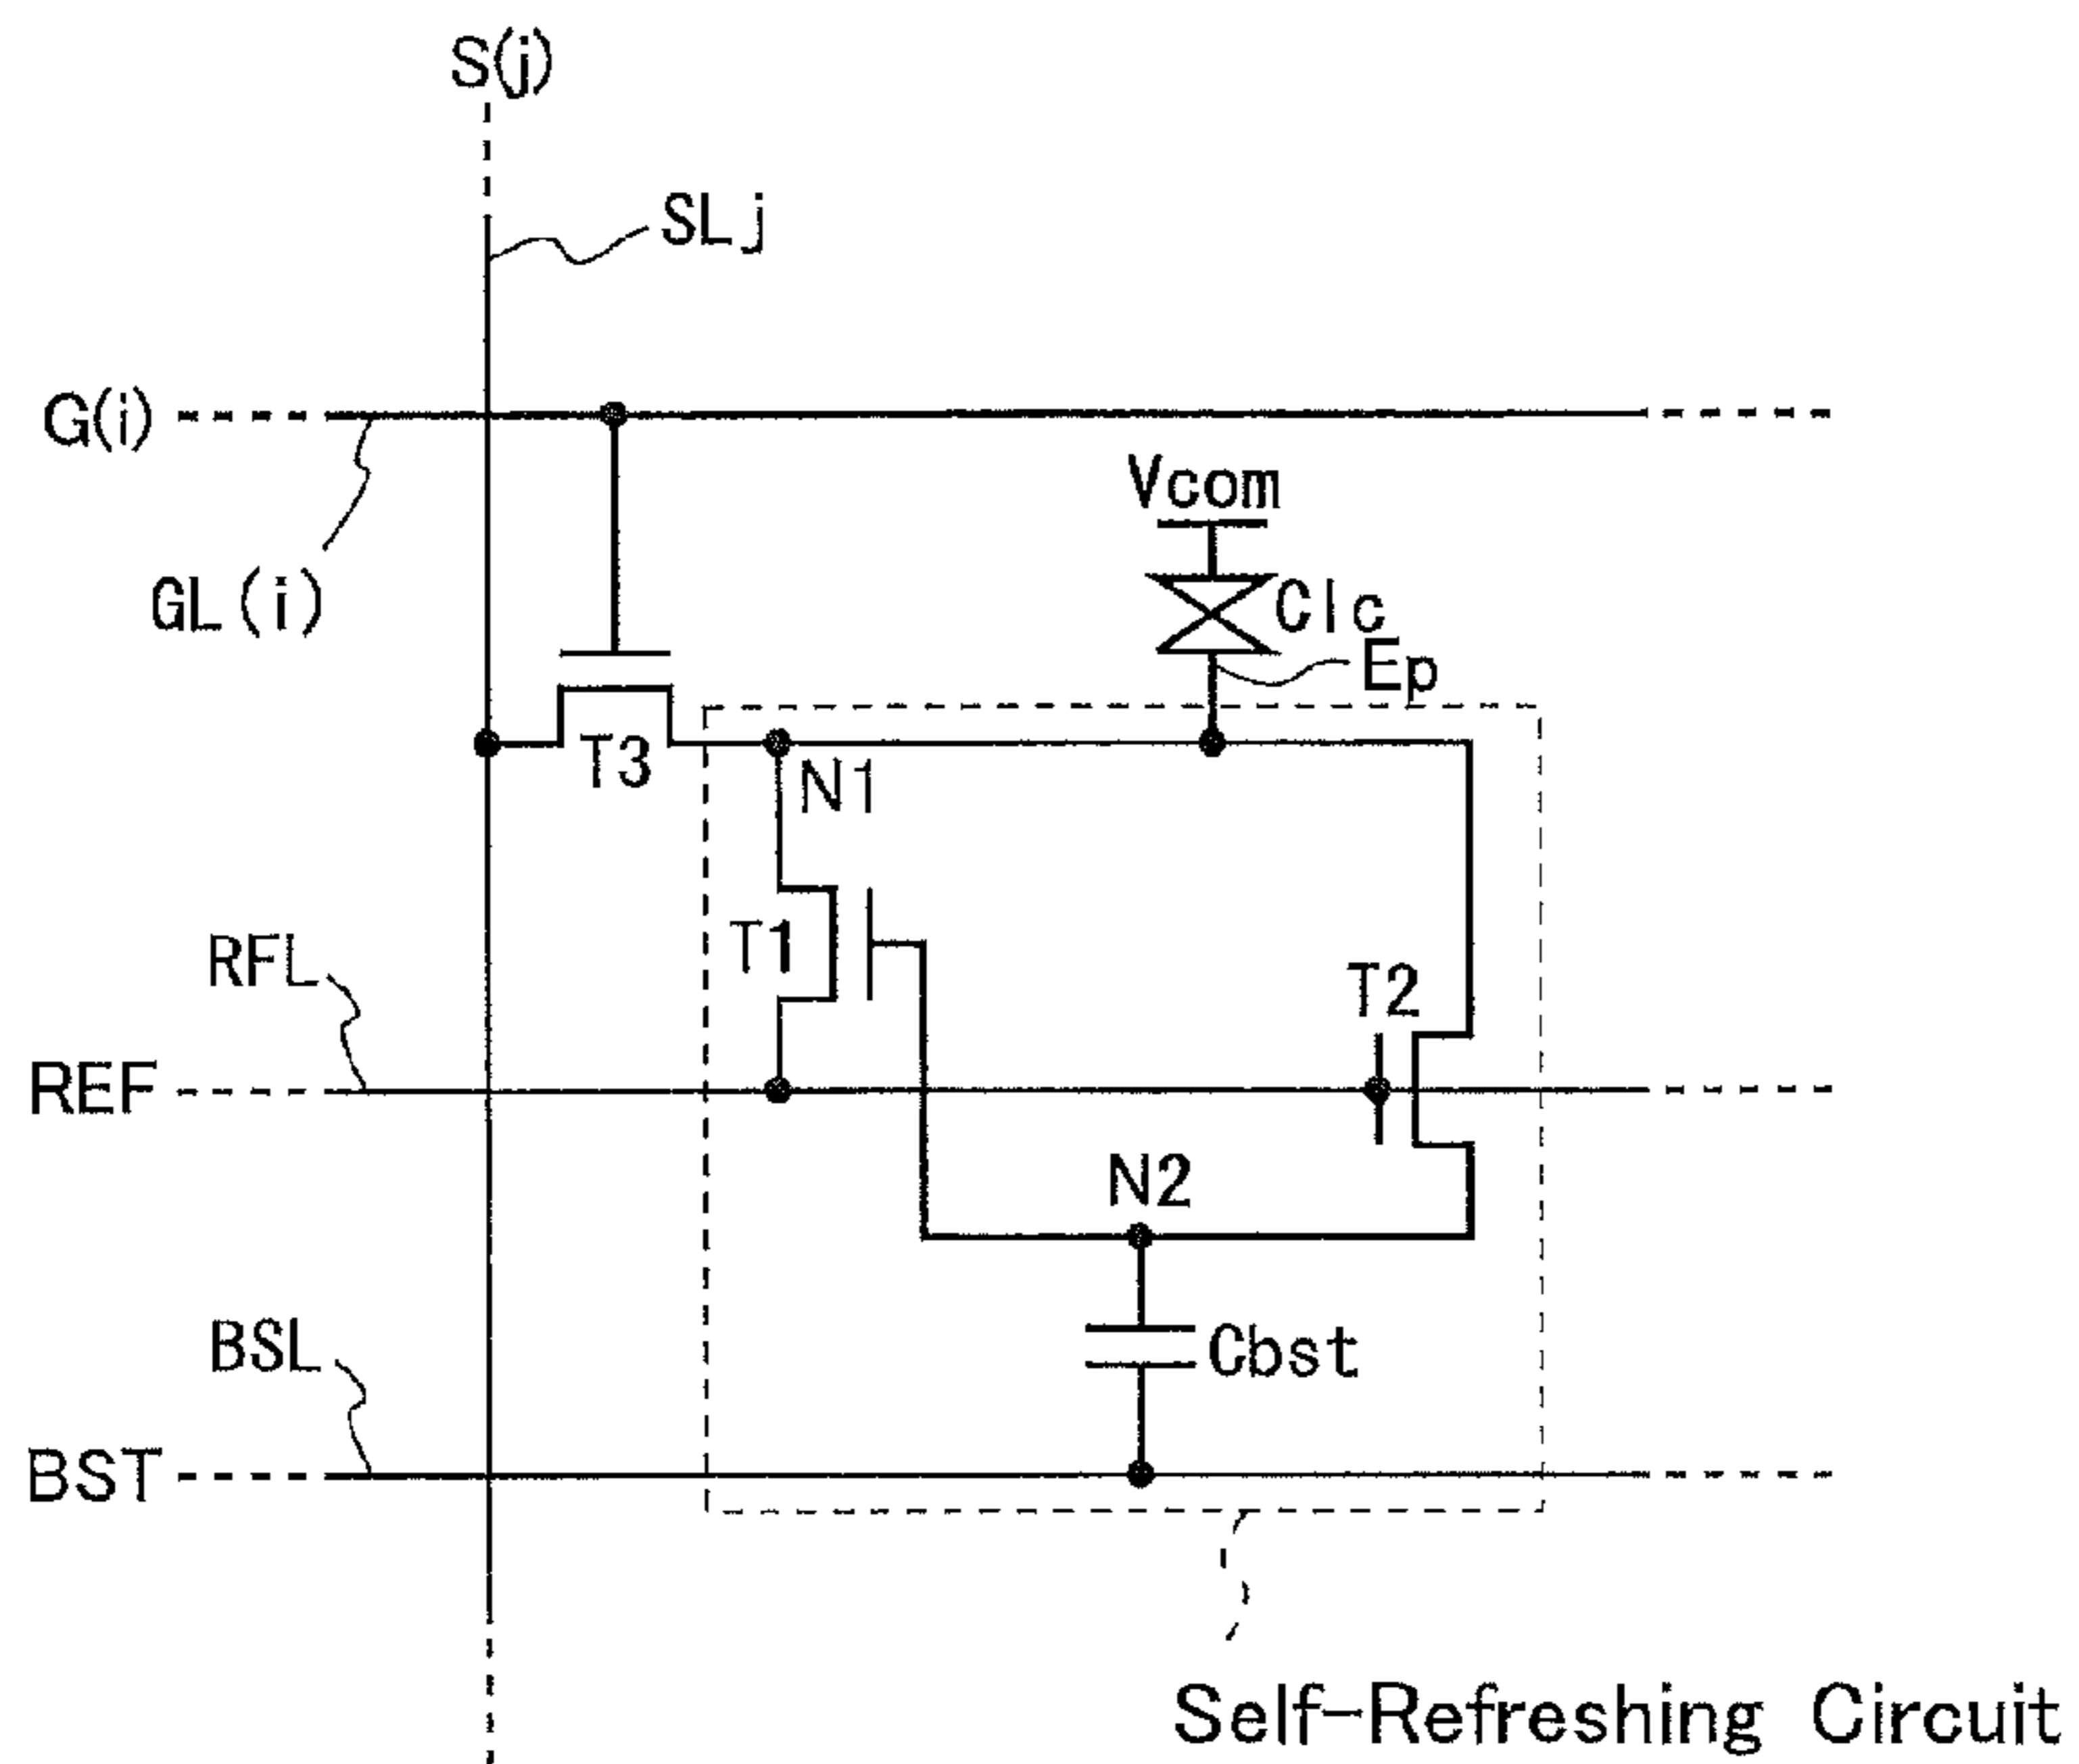 S(j)
SLj
G(i)
Vcom
GL(i)
Clc
Ep
T3
N1
T1
RFL
T2
REF
N2
BSL
Cbst
BST
Self-Refreshing Circuit